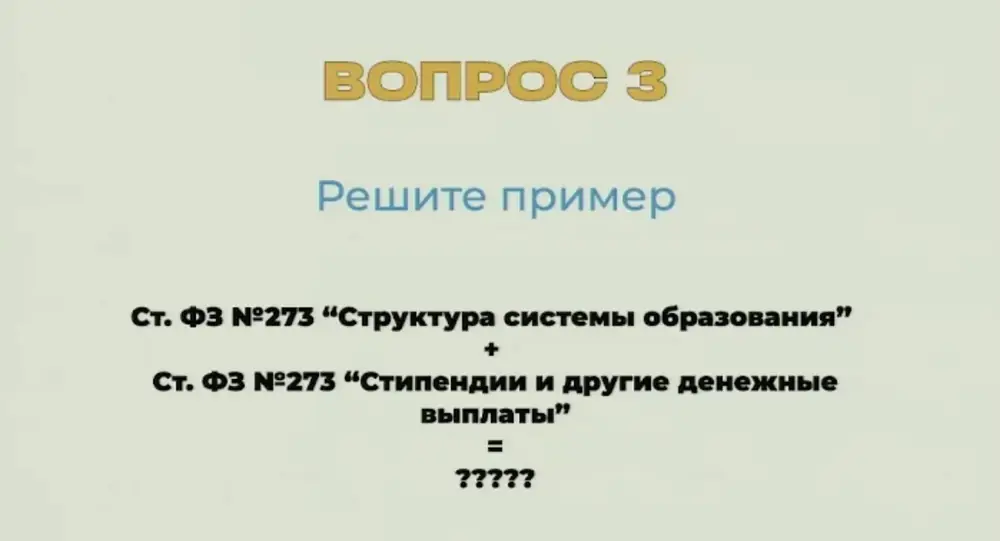 ВОПРОС 3
Решите пример
Ст. ФЗ №273 “Структура системы образования”
+
Ст. ФЗ №273 “Стипендии и другие денежные
выплаты”
=
?????